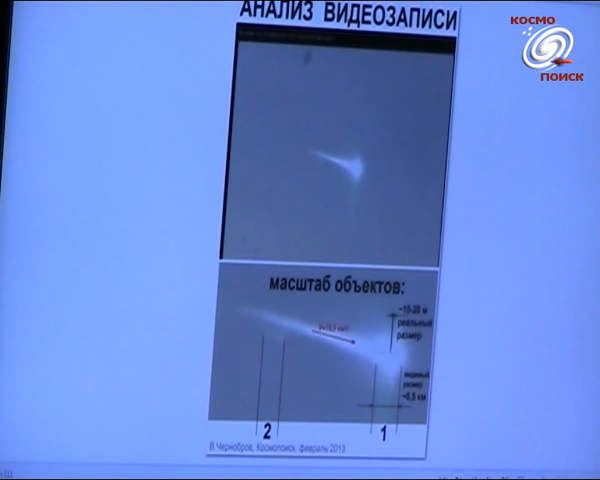 АНАЛИЗ ВИДЕОЗАПИСИ
КОСМО
ПОИСК
масштаб объектов:
~10-20 м
реальный
размер
видимый
размер
~0,8 км
2
1
В.Чернобров, Космопоиск, февраль 2013